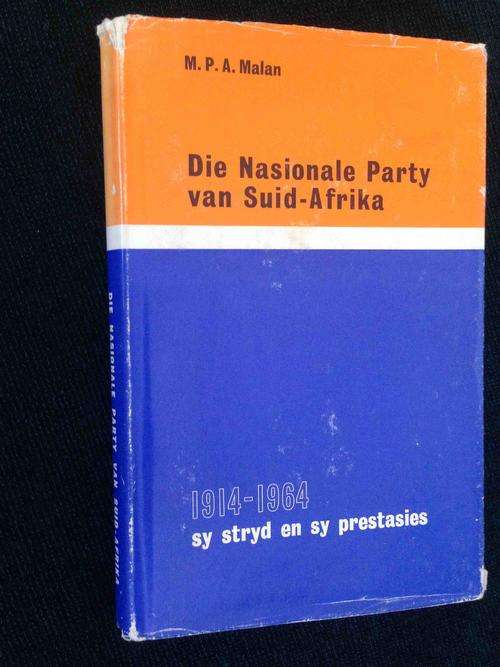 M. P. A. Malan
Die Nasionale Party
van Suid-Afrika
1914-1964
sy stryd en sy prestasies
DIE NASIONALE PARTY VAN SUID-AFRIKA